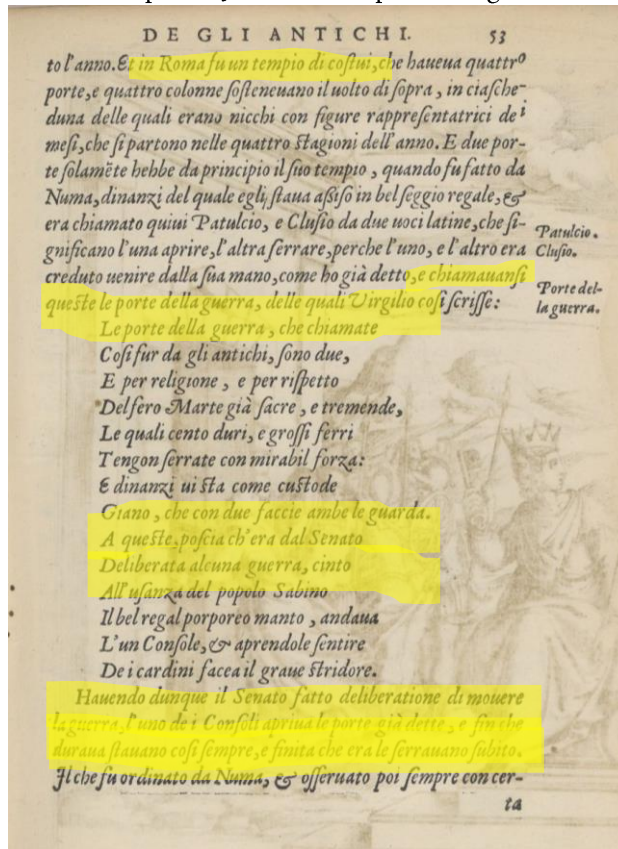 DE GLI ANTICHI. 53
to l'anno. Et in Roma fu un tempio di coſtui, che haueua quattro
porte, e quattro colonne ſoſteneuano il uolto di ſopra, in ciaſche-
duna delle quali erano nicchi con figure rappreſentatrici de i
meſi, che ſi partono nelle quattro ſtagioni dell'anno. E due por-
te ſolamẽte hebbe da principio il ſuo tempio, quando fu fatto da
Numa, dinanzi del quale egli ſtaua aſsiſo in bel ſeggio regale, &
era chiamato quiui Patulcio, e Cluſio da due uoci latine, che ſi-
Patulcio.
gnificano l'una aprire, l'altra ſerrare, perche l'uno, e l'altro era
Cluſio.
creduto uenire dalla ſua mano, come ho già detto, e chiamauanſi
Porte del-
queſte le porte della guerra, delle quali Virgilio coſi ſcriſſe:
la guerra.
Le porte della guerra, che chiamate
Coſi fur da gli antichi, ſono due,
E per religione, e per riſpetto
Del fero Marte già ſacre, e tremende,
Le quali cento duri, e groſſi ferri
Tengon ſerrate con mirabil forza:
E dinanzi ui ſta come cuſtode
Giano, che con due faccie ambe le guarda.
A queſte poſcia ch'era dal Senato
Deliberata alcuna guerra, cinto
All'uſanza del popolo Sabino
Il bel regal porporeo manto, andaua
L'un Conſole, & aprendole ſentire
De i cardini facea il graue ſtridore.
Hauendo dunque il Senato fatto deliberatione di mouere
la guerra, l'uno de i Conſoli apriua le porte già dette, e fin che
duraua ſtauano coſi ſempre, e finita che era le ſerrauano ſubito.
Il che fu ordinato da Numa, & oſſeruato poi ſempre con cer-
ta